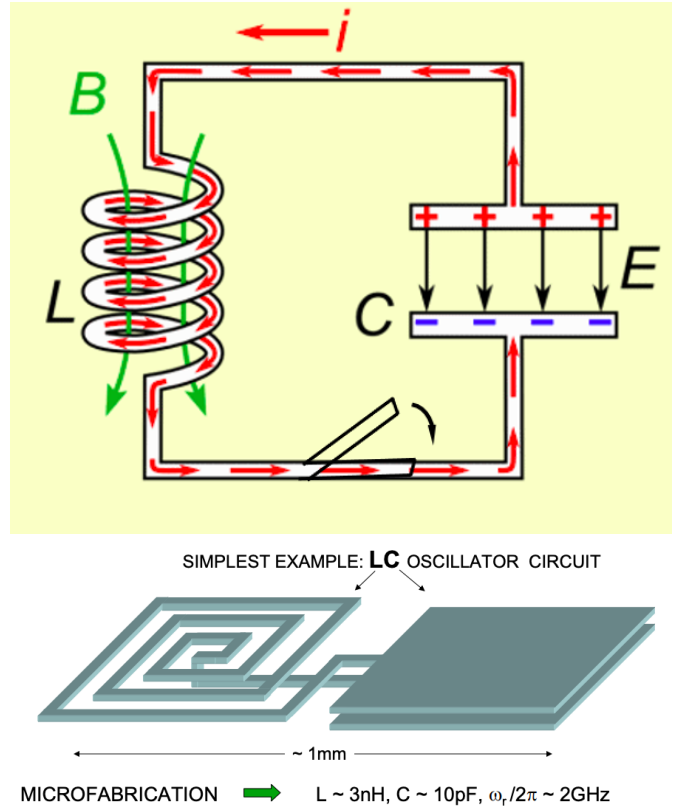 i
B
+ + + +
E
L
C
- - - -
SIMPLEST EXAMPLE: LC OSCILLATOR CIRCUIT
~ 1mm
MICROFABRICATION L ~ 3nH, C ~ 10pF, ωr/2π ~ 2GHz